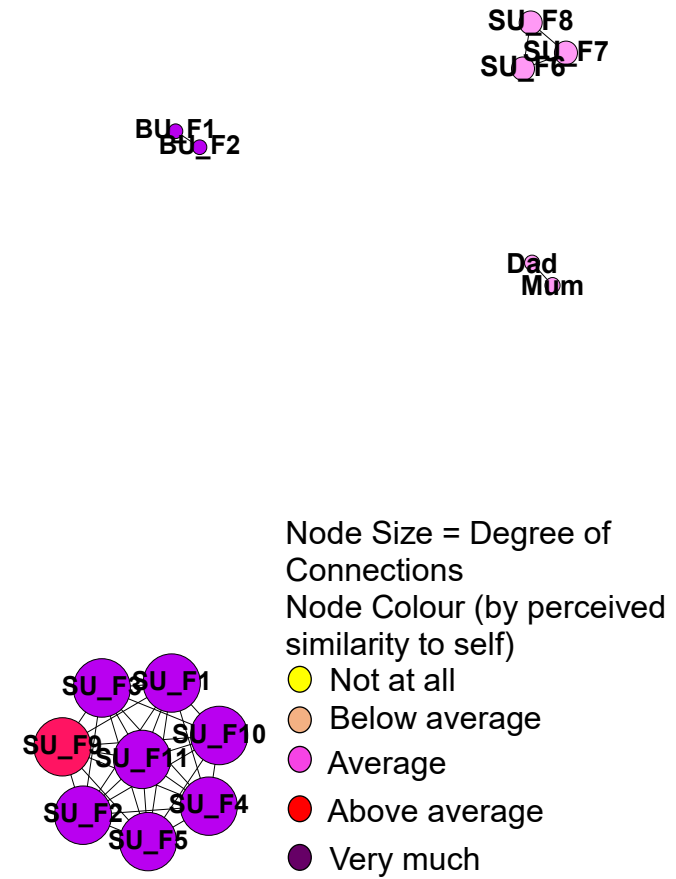 SU_F8
SU_F7
SU_F6
BU_F1
BU_F2
Dad
Mum
Node Size = Degree of
Connections
Node Colour (by perceived
similarity to self)
Not at all
Below average
Average
Above average
Very much
SU_F3
SU_F1
SU_F10
SU_F9
SU_F11
SU_F2
SU_F4
SU_F5